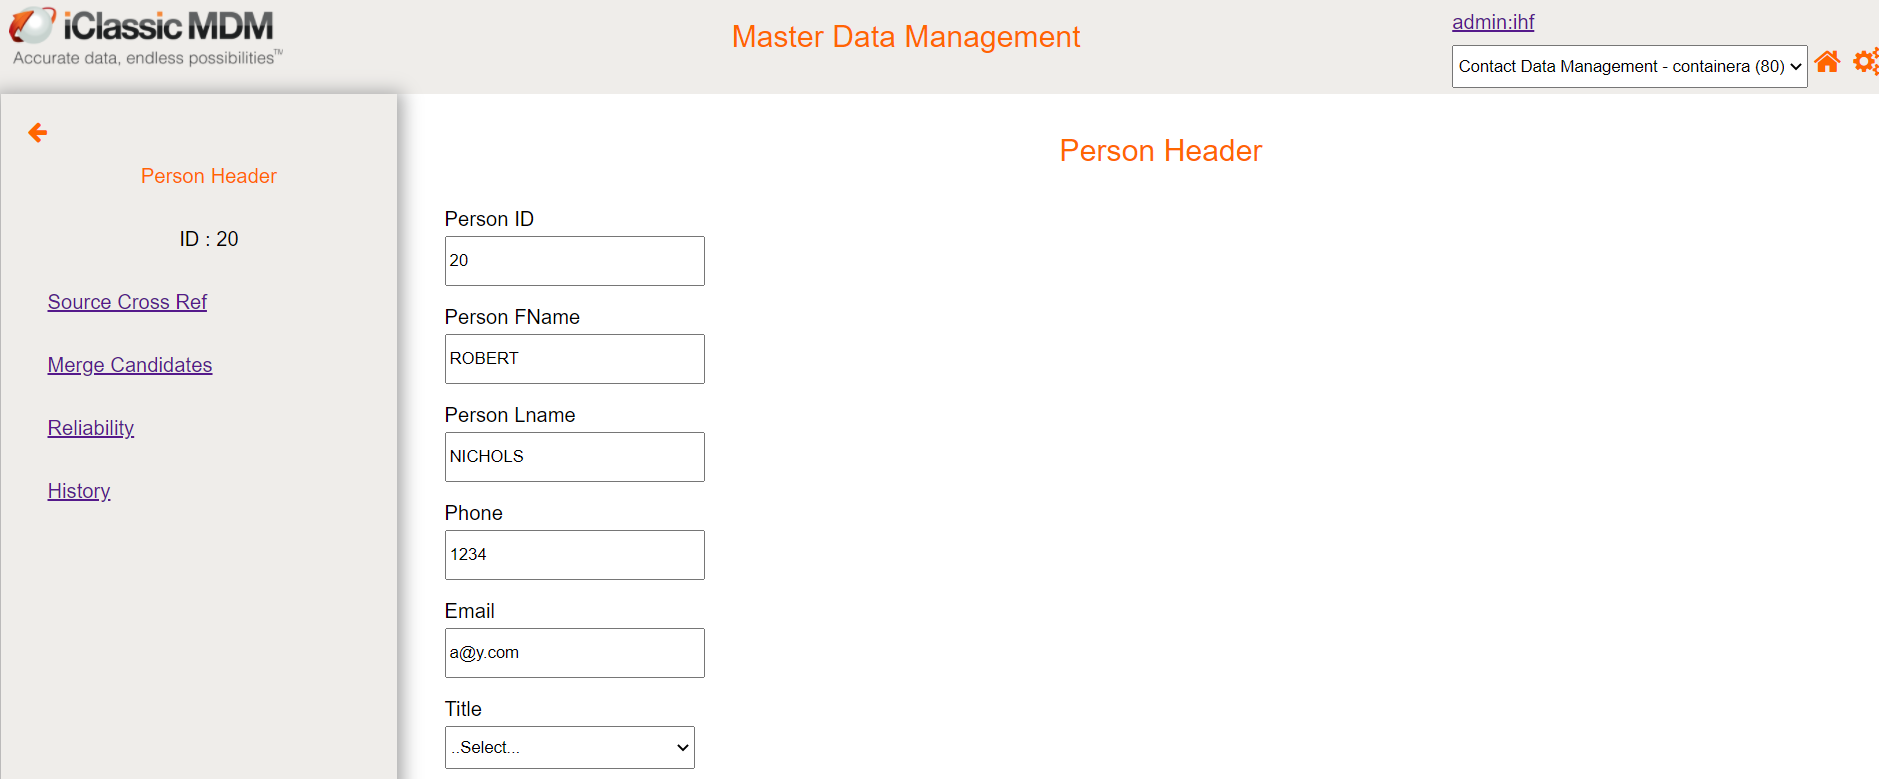 iClassic MDM
Accurate data, endless possibilities™
Master Data Management
admin:ihf
Contact Data Management - containera (80)
Person Header
ID : 20
Source Cross Ref
Merge Candidates
Reliability
History
Person Header
Person ID
20
Person FName
ROBERT
Person Lname
NICHOLS
Phone
1234
Email
a@y.com
Title
..Select...